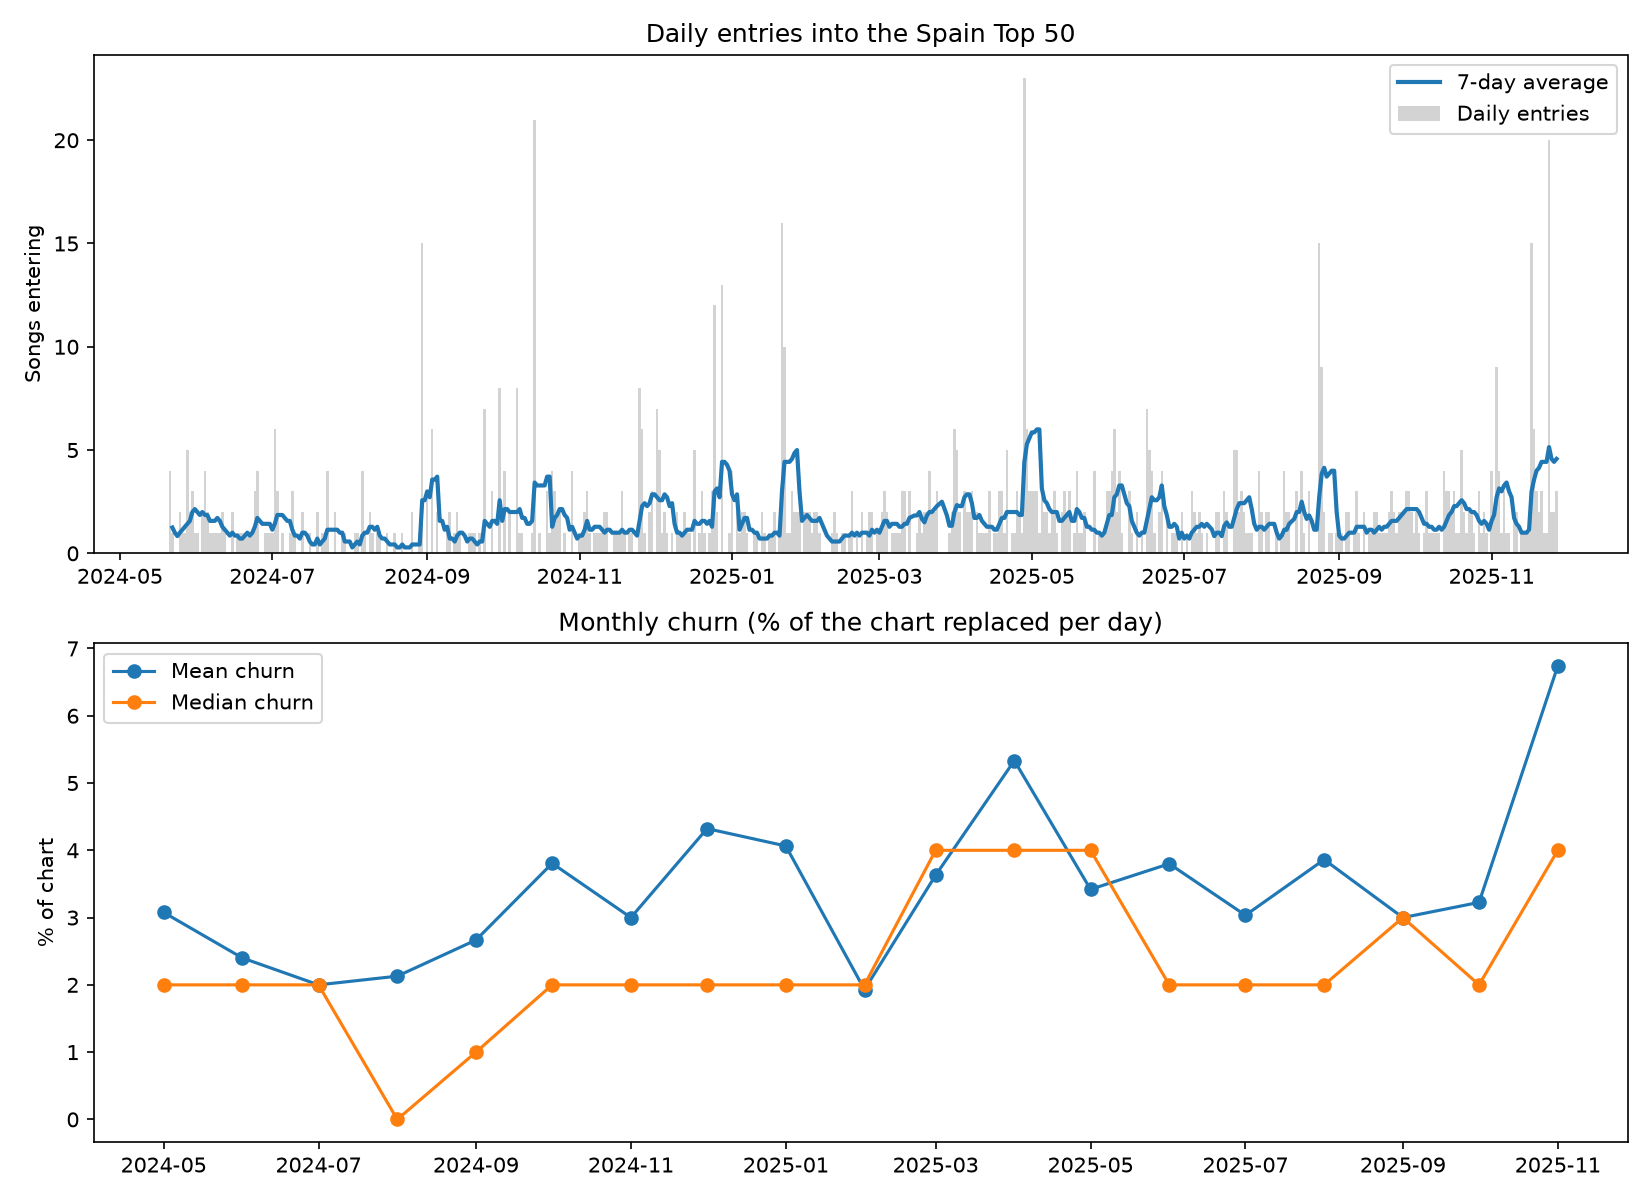 Daily entries into the Spain Top 50
7-day average
Daily entries
Songs entering
20
15
10
5
0
2024-05 2024-07 2024-09 2024-11 2025-01 2025-03 2025-05 2025-07 2025-09 2025-11
Monthly churn (% of the chart replaced per day)
Mean churn
Median churn
% of chart
7
6
5
4
3
2
1
0
2024-05 2024-07 2024-09 2024-11 2025-01 2025-03 2025-05 2025-07 2025-09 2025-11